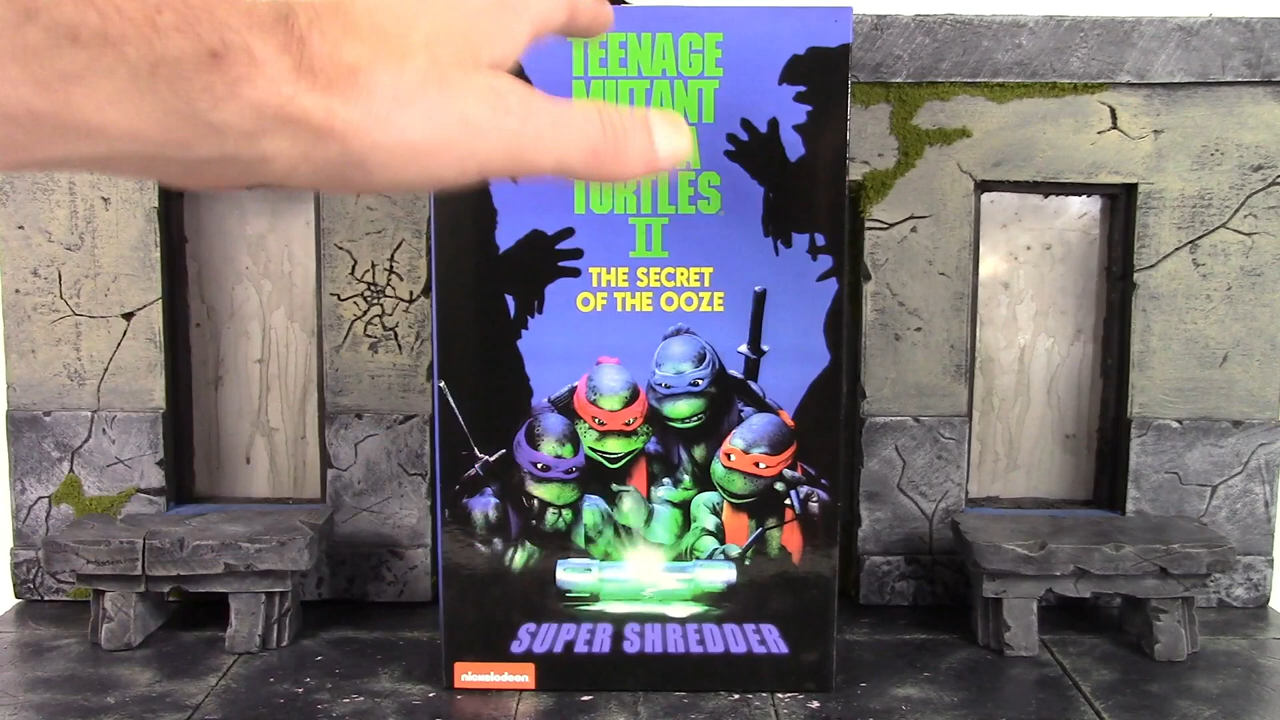 TEENAGE
MUTANT
TURTLES
II
THE SECRET
OF THE OOZE
SUPER SHREDDER
nickelodeon